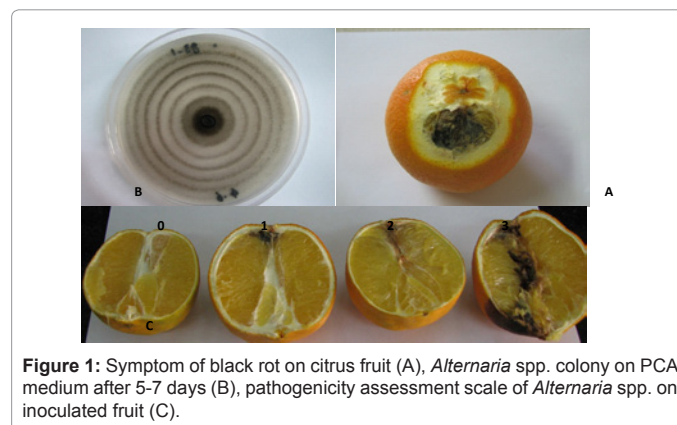 B
A
0
1
2
3
C
Figure 1: Symptom of black rot on citrus fruit (A), Alternaria spp. colony on PCA
medium after 5-7 days (B), pathogenicity assessment scale of Alternaria spp. on
inoculated fruit (C).